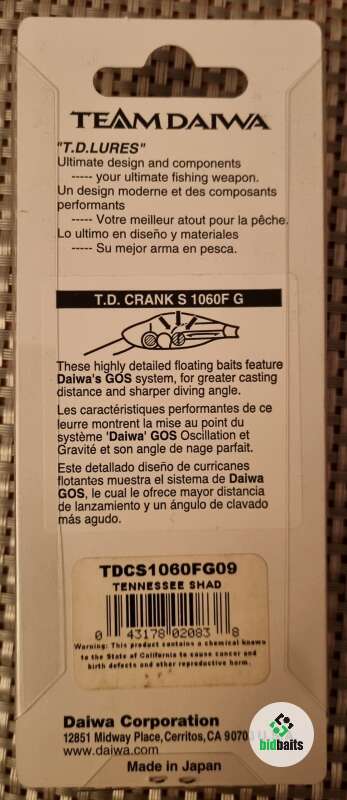 TEAM DAIWA
"T.D.LURES"
Ultimate design and components
----- your ultimate fishing weapon.
Un design moderne et des composants
performants
----- Votre meilleur atout pour la pêche.
Lo ultimo en diseño y materiales
----- Su mejor arma en pesca.
T.D. CRANK S 1060F G
These highly detailed floating baits feature
Daiwa's GOS system, for greater casting
distance and sharper diving angle.
Les caractéristiques performantes de ce
leurre montrent la mise au point du
système 'Daiwa' GOS Oscillation et
Gravité et son angle de nage parfait.
Este detallado diseño de curricanes
flotantes muestra el sistema de Daiwa
GOS, le cual le ofrece mayor distancia
de lanzamiento y un ángulo de clavado
más agudo.
TDCS1060FG09
TENNESSEE SHAD
0 43178 02083 8
Warning: This product contains a chemical known
to the State of California to cause cancer and
birth defects and other reproductive harm.
Daiwa Corporation
12851 Midway Place, Cerritos, CA
www.daiwa.com
Made in Japan
bidbaits